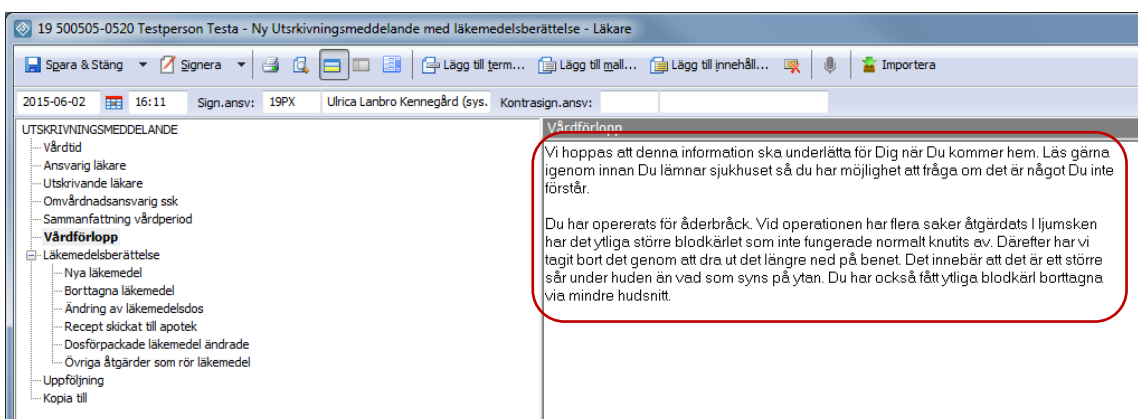 19 500505-0520 Testperson Testa - Ny Utsrkivningsmeddelande med läkemedelsberättelse - Läkare
Spara & Stäng Signera Lägg till term... Lägg till mall... Lägg till innehåll... Importera
2015-06-02 16:11 Sign.ansv: 19PX Ulrica Lanbro Kennegård (sys. Kontrasign.ansv:
UTSKRIVNINGSMEDDELANDE
Vårdtid
Ansvarig läkare
Utskrivande läkare
Omvårdnadsansvarig ssk
Sammanfattning vårdperiod
Vårdförlopp
Läkemedelsberättelse
Nya läkemedel
Borttagna läkemedel
Ändring av läkemedelsdos
Recept skickat till apotek
Dosförpackade läkemedel ändrade
Övriga åtgärder som rör läkemedel
Uppföljning
Kopia till
Vårdförlopp
Vi hoppas att denna information ska underlätta för Dig när Du kommer hem. Läs gärna
igenom innan Du lämnar sjukhuset så du har möjlighet att fråga om det är något Du inte
förstår.
Du har opererats för åderbråck. Vid operationen har flera saker åtgärdats I ljumsken
har det ytliga större blodkärlet som inte fungerade normalt knutits av. Därefter har vi
tagit bort det genom att dra ut det längre ned på benet. Det innebär att det är ett större
sår under huden än vad som syns på ytan. Du har också fått ytliga blodkärl borttagna
via mindre hudsnitt.